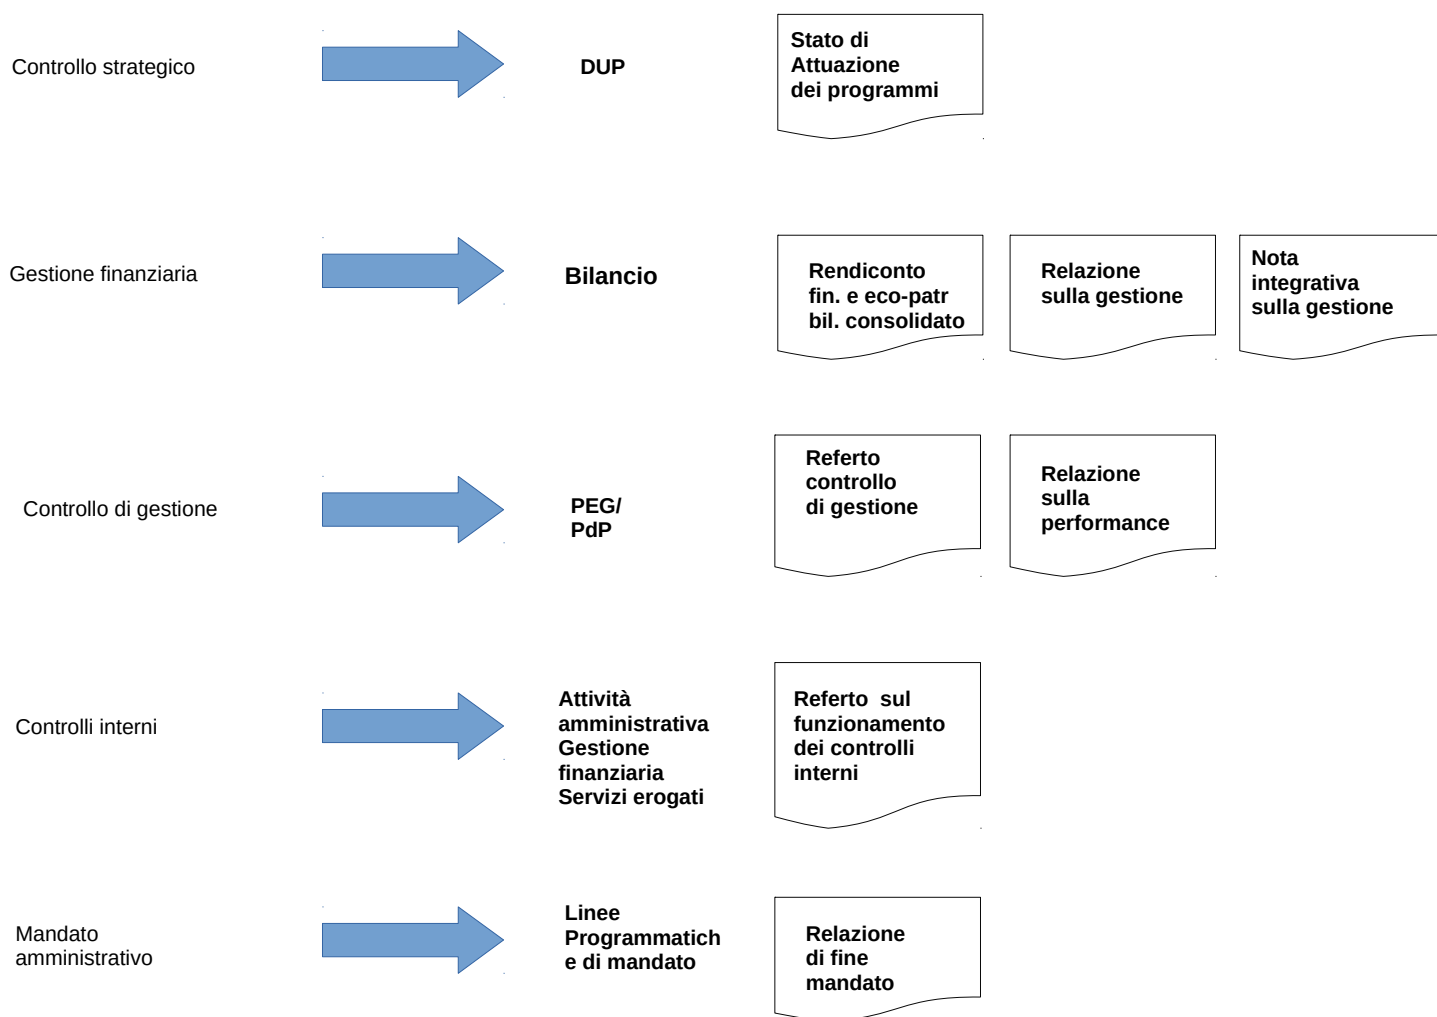 Controllo strategico
DUP
Stato di
Attuazione
dei programmi
Gestione finanziaria
Bilancio
Rendiconto
fin. e eco-patr
bil. consolidato
Relazione
sulla gestione
Nota
integrativa
sulla gestione
Controllo di gestione
PEG/
PdP
Referto
controllo
di gestione
Relazione
sulla
performance
Controlli interni
Attività
amministrativa
Gestione
finanziaria
Servizi erogati
Referto  sul
funzionamento
dei controlli
interni
Mandato
amministrativo
Linee
Programmatich
e di mandato
Relazione
di fine
mandato